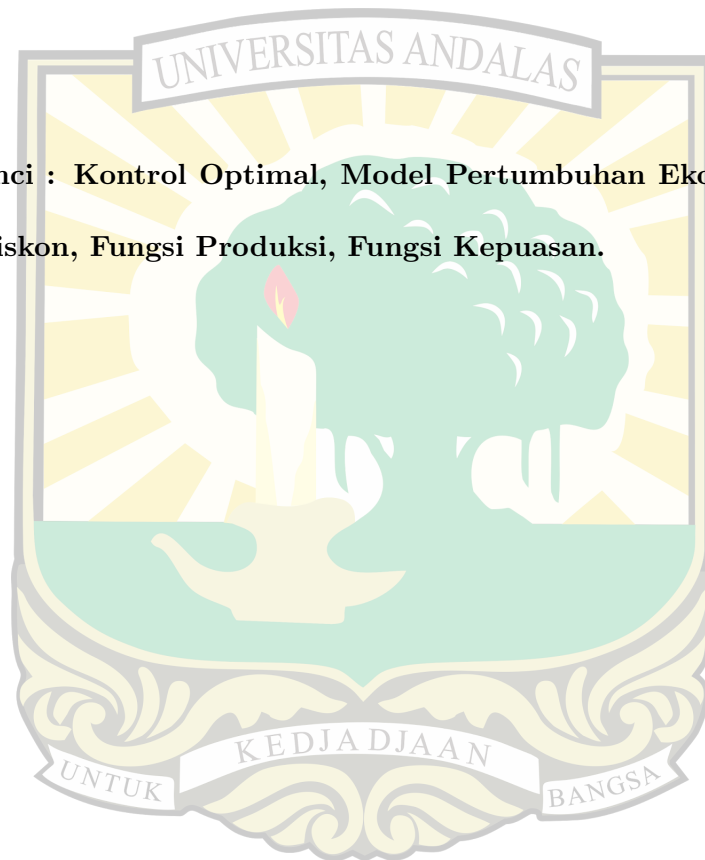 UNIVERSITAS ANDALAS
nci : Kontrol Optimal, Model Pertumbuhan Eko
iskon, Fungsi Produksi, Fungsi Kepuasan.
KEDJADJAAN
UNTUK
BANGSA